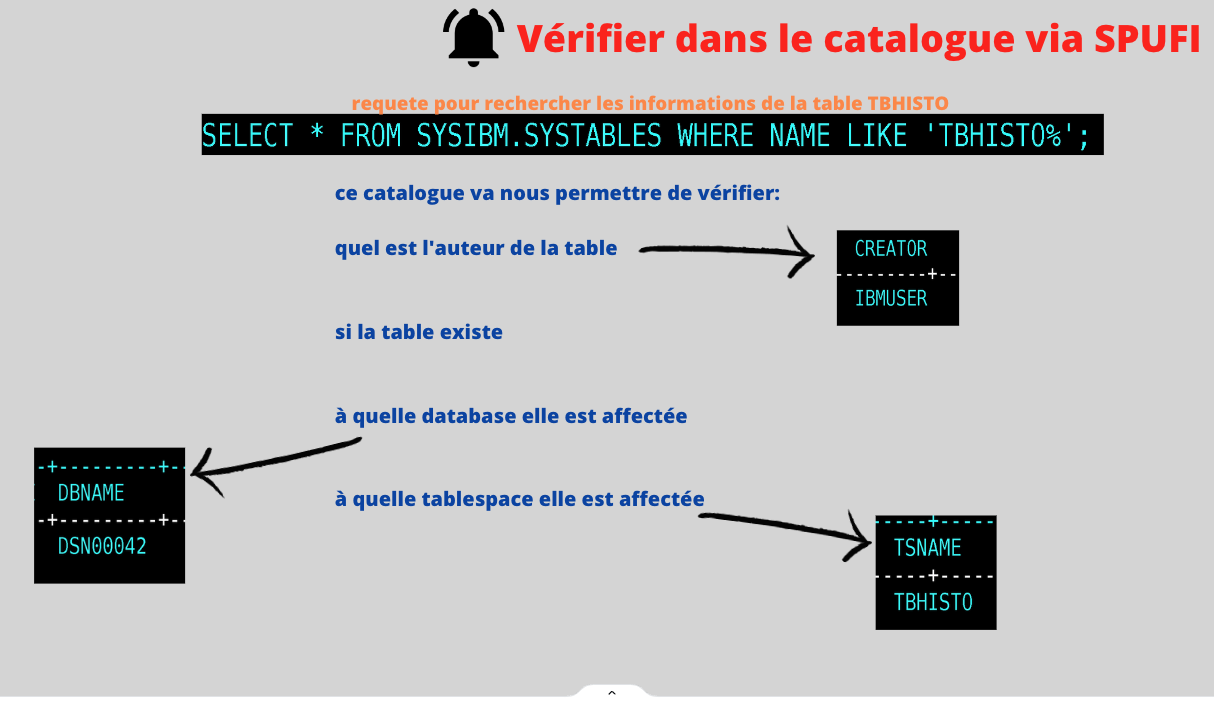 Vérifier dans le catalogue via SPUFI
requete pour rechercher les informations de la table TBHISTO
SELECT * FROM SYSIBM.SYSTABLES WHERE NAME LIKE 'TBHISTO%';
ce catalogue va nous permettre de vérifier:
quel est l'auteur de la table
CREATOR
---------+--
IBMUSER
si la table existe
à quelle database elle est affectée
-+---------+--
DBNAME
-+---------+--
DSN00042
à quelle tablespace elle est affectée
-----+------
TSNAME
-----+------
TBHISTO